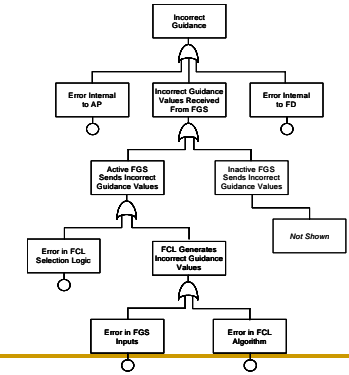 Incorrect
Guidance
Error Internal
to AP
Incorrect Guidance
Values Received
From FGS
Error Internal
to FD
Active FGS
Sends Incorrect
Guidance Values
Inactive FGS
Sends Incorrect
Guidance Values
Error in FCL
Selection Logic
FCL Generates
Incorrect Guidance
Values
Not Shown
Error in FGS
Inputs
Error in FCL
Algorithm